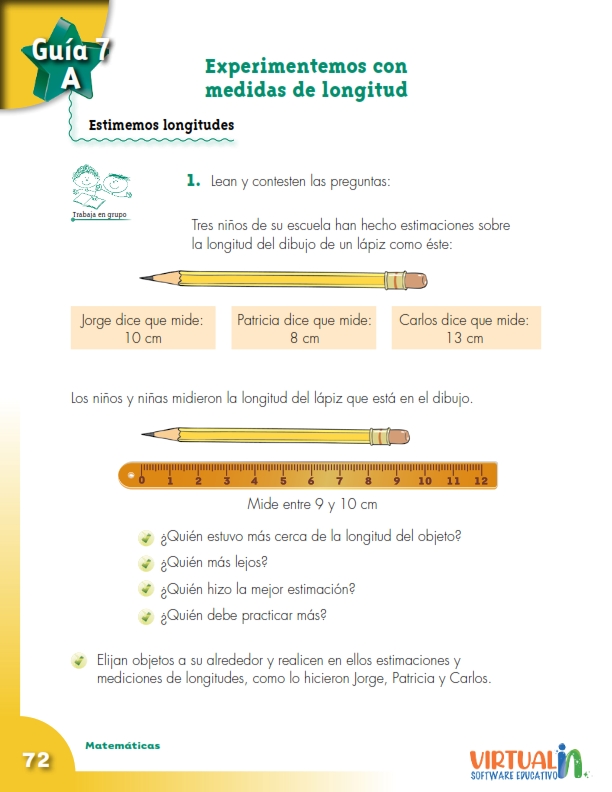 Guía 7
A
Experimentemos con
medidas de longitud
Estimemos longitudes
Trabaja en grupo
1. Lean y contesten las preguntas:
Tres niños de su escuela han hecho estimaciones sobre
la longitud del dibujo de un lápiz como éste:
Jorge dice que mide:
10 cm
Patricia dice que mide:
8 cm
Carlos dice que mide:
13 cm
Los niños y niñas midieron la longitud del lápiz que está en el dibujo.
0 1 2 3 4 5 6 7 8 9 10 11 12
Mide entre 9 y 10 cm
¿Quién estuvo más cerca de la longitud del objeto?
¿Quién más lejos?
¿Quién hizo la mejor estimación?
¿Quién debe practicar más?
Elijan objetos a su alrededor y realicen en ellos estimaciones y
mediciones de longitudes, como lo hicieron Jorge, Patricia y Carlos.
72
Matemáticas
VIRTUAL in
SOFTWARE EDUCATIVO